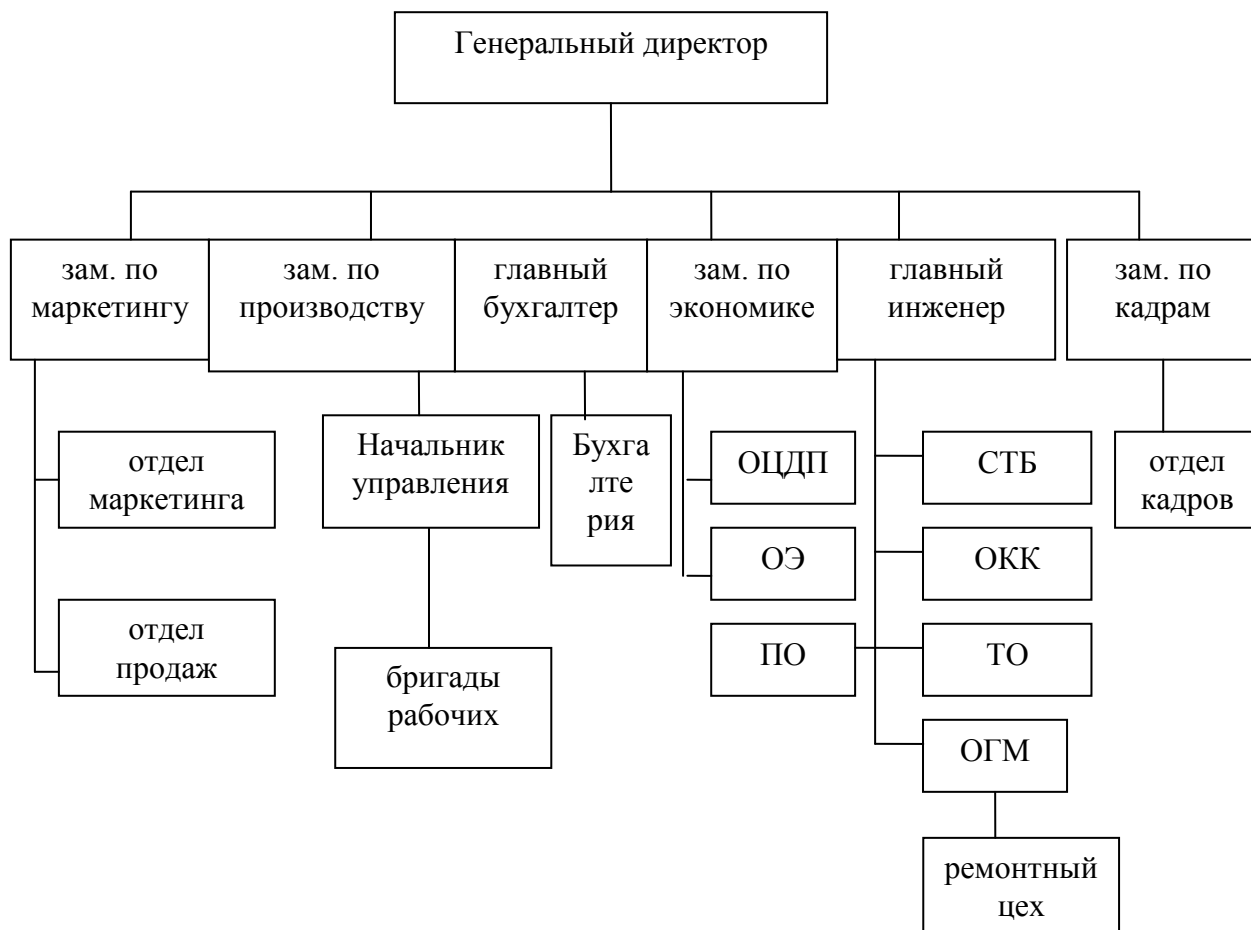 Генеральный директор
зам. по
маркетингу
зам. по
производству
главный
бухгалтер
зам. по
экономике
главный
инженер
зам. по
кадрам
отдел
маркетинга
Начальник
управления
Бухга
лте
рия
ОЦДП
СТБ
отдел
кадров
ОЭ
ОКК
отдел
продаж
бригады
рабочих
ПО
ТО
ОГМ
ремонтный
цех